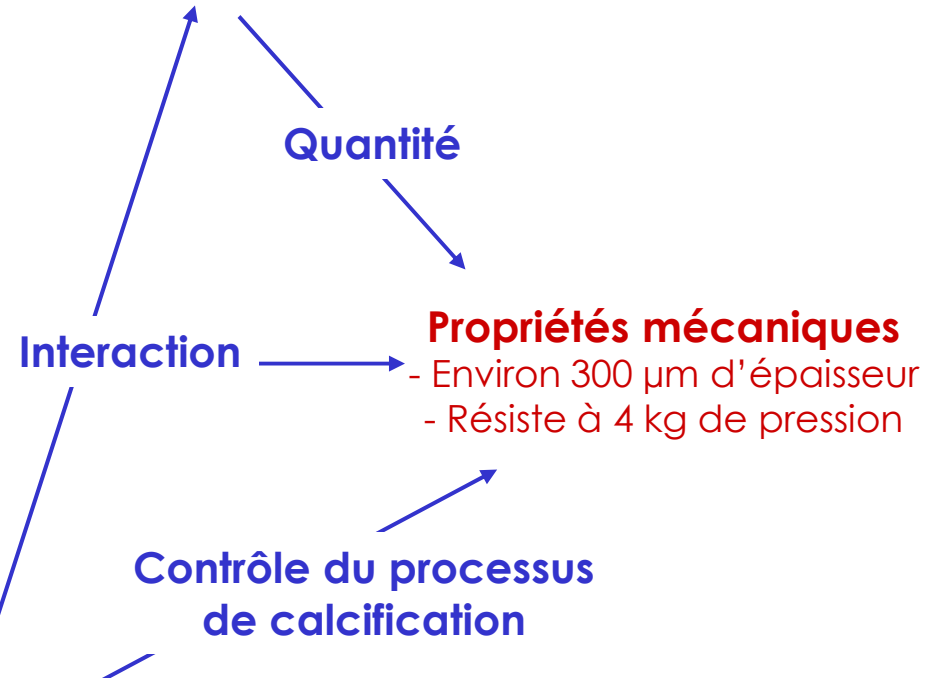 Quantité
Interaction
Propriétés mécaniques
- Environ 300 µm d’épaisseur
- Résiste à 4 kg de pression
Contrôle du processus
de calcification